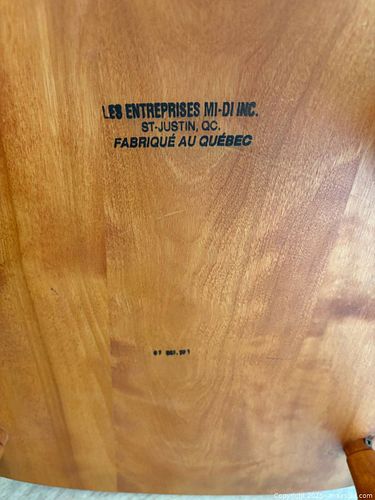 LES ENTREPRISES MI-DI INC.
ST-JUSTIN, QC.
FABRIQUÉ AU QUÉBEC